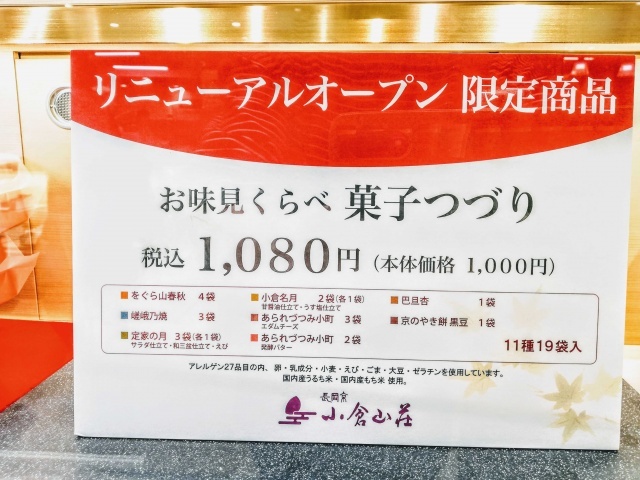 リニューアルオープン 限定商品
お味見くらべ 菓子つづり
税込 1,080円 (本体価格 1,000円)
をぐら山春秋 4袋
嵯峨乃焼 3袋
定家の月 3袋(各1袋)
サラダ仕立て・和三盆仕立て・えび
小倉名月 2袋(各1袋)
甘醤油仕立て・うす塩仕立て
あられづつみ小町 3袋
エダムチーズ
あられづつみ小町 2袋
発酵バター
巴旦杏 1袋
京のやき餅 黒豆 1袋
11種19袋入
アレルゲン27品目の内、卵・乳成分・小麦・えび・ごま・大豆・ゼラチンを使用しています。
国内産うるち米・国内産もち米 使用。
長岡京
小倉山荘